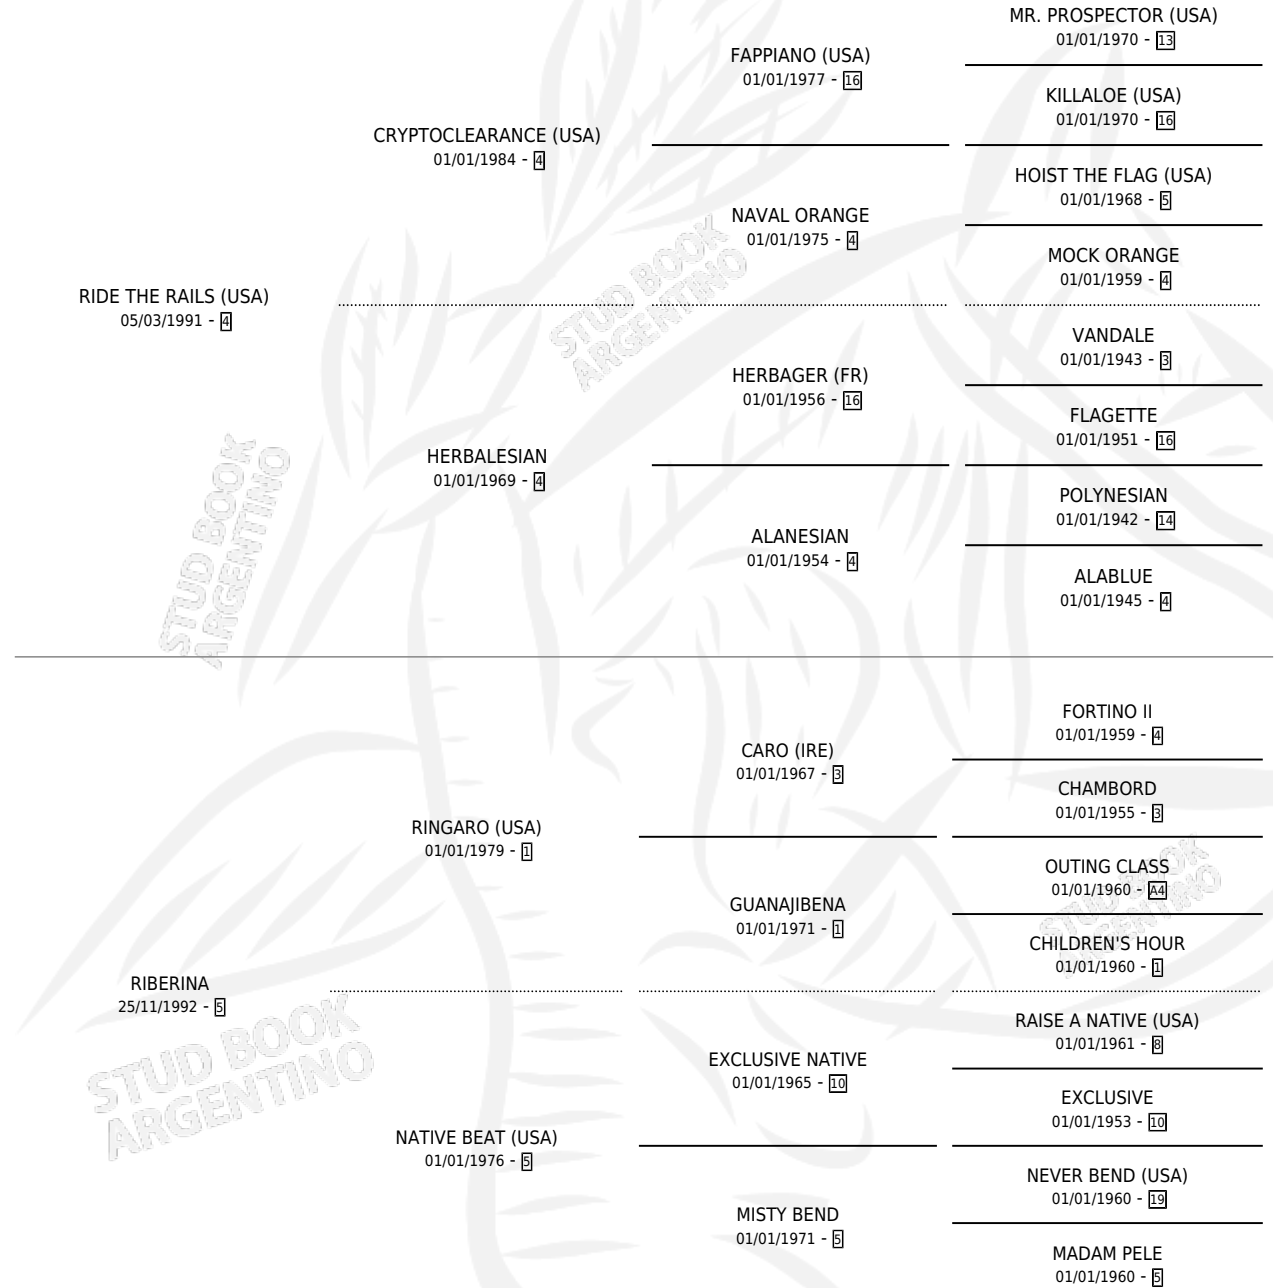 MR. PROSPECTOR (USA)
01/01/1970 - 13
FAPPIANO (USA)
01/01/1977 - 16
KILLALOE (USA)
01/01/1970 - 16
CRYPTOCLEARANCE (USA)
01/01/1984 - 4
HOIST THE FLAG (USA)
01/01/1968 - 5
NAVAL ORANGE
01/01/1975 - 4
MOCK ORANGE
01/01/1959 - 4
RIDE THE RAILS (USA)
05/03/1991 - 4
VANDALE
01/01/1943 - 3
HERBAGER (FR)
01/01/1956 - 16
FLAGETTE
01/01/1951 - 16
HERBALESIAN
01/01/1969 - 4
POLYNESIAN
01/01/1942 - 14
ALANESIAN
01/01/1954 - 4
ALABLUE
01/01/1945 - 4
FORTINO II
01/01/1959 - 4
CARO (IRE)
01/01/1967 - 3
CHAMBORD
01/01/1955 - 3
RINGARO (USA)
01/01/1979 - 1
OUTING CLASS
01/01/1960 - A4
GUANAJIBENA
01/01/1971 - 1
CHILDREN'S HOUR
01/01/1960 - 1
RIBERINA
25/11/1992 - 5
RAISE A NATIVE (USA)
01/01/1961 - 8
EXCLUSIVE NATIVE
01/01/1965 - 10
EXCLUSIVE
01/01/1953 - 10
NATIVE BEAT (USA)
01/01/1976 - 5
NEVER BEND (USA)
01/01/1960 - 19
MISTY BEND
01/01/1971 - 5
MADAM PELE
01/01/1960 - 5
STUD BOOK
ARGENTINO
STUD BOOK
ARGENTINO
STUD BOOK
ARGENTINO
STUD BOOK
ARGENTINO